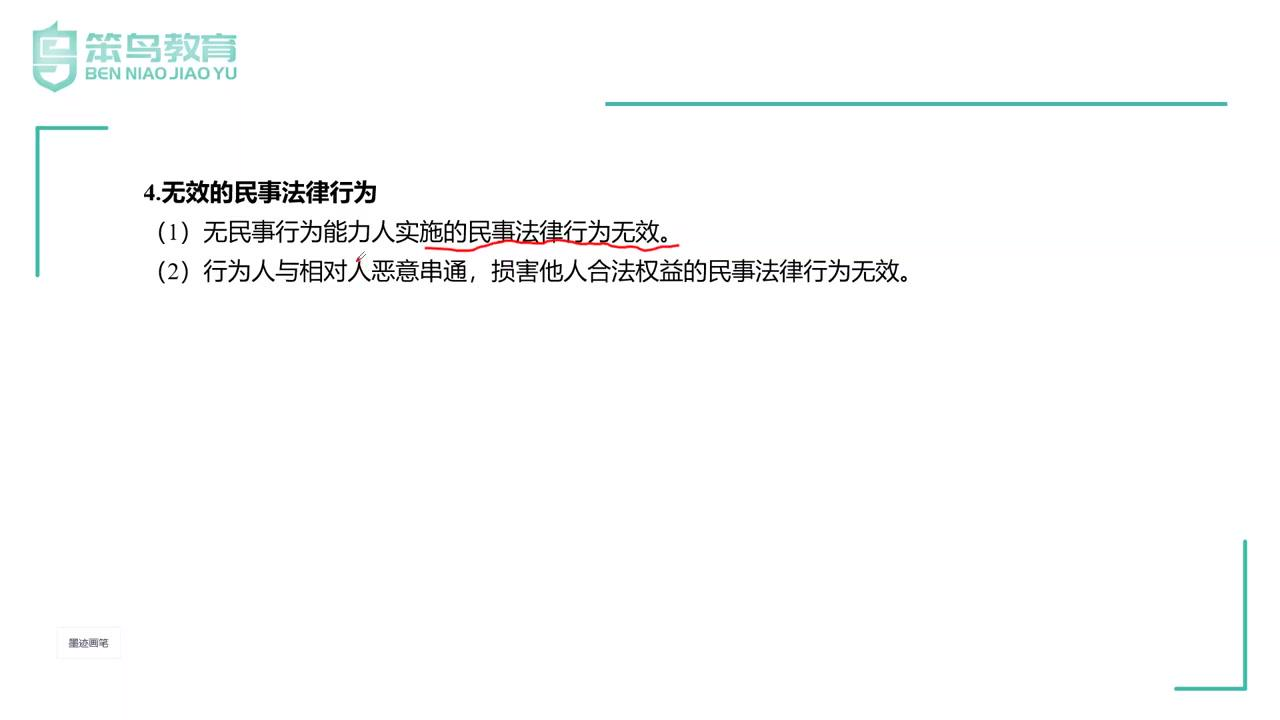 笨鸟教育
BEN NIAO JIAO YU
4.无效的民事法律行为
（1）无民事行为能力人实施的民事法律行为无效。
（2）行为人与相对人恶意串通，损害他人合法权益的民事法律行为无效。
墨迹画笔